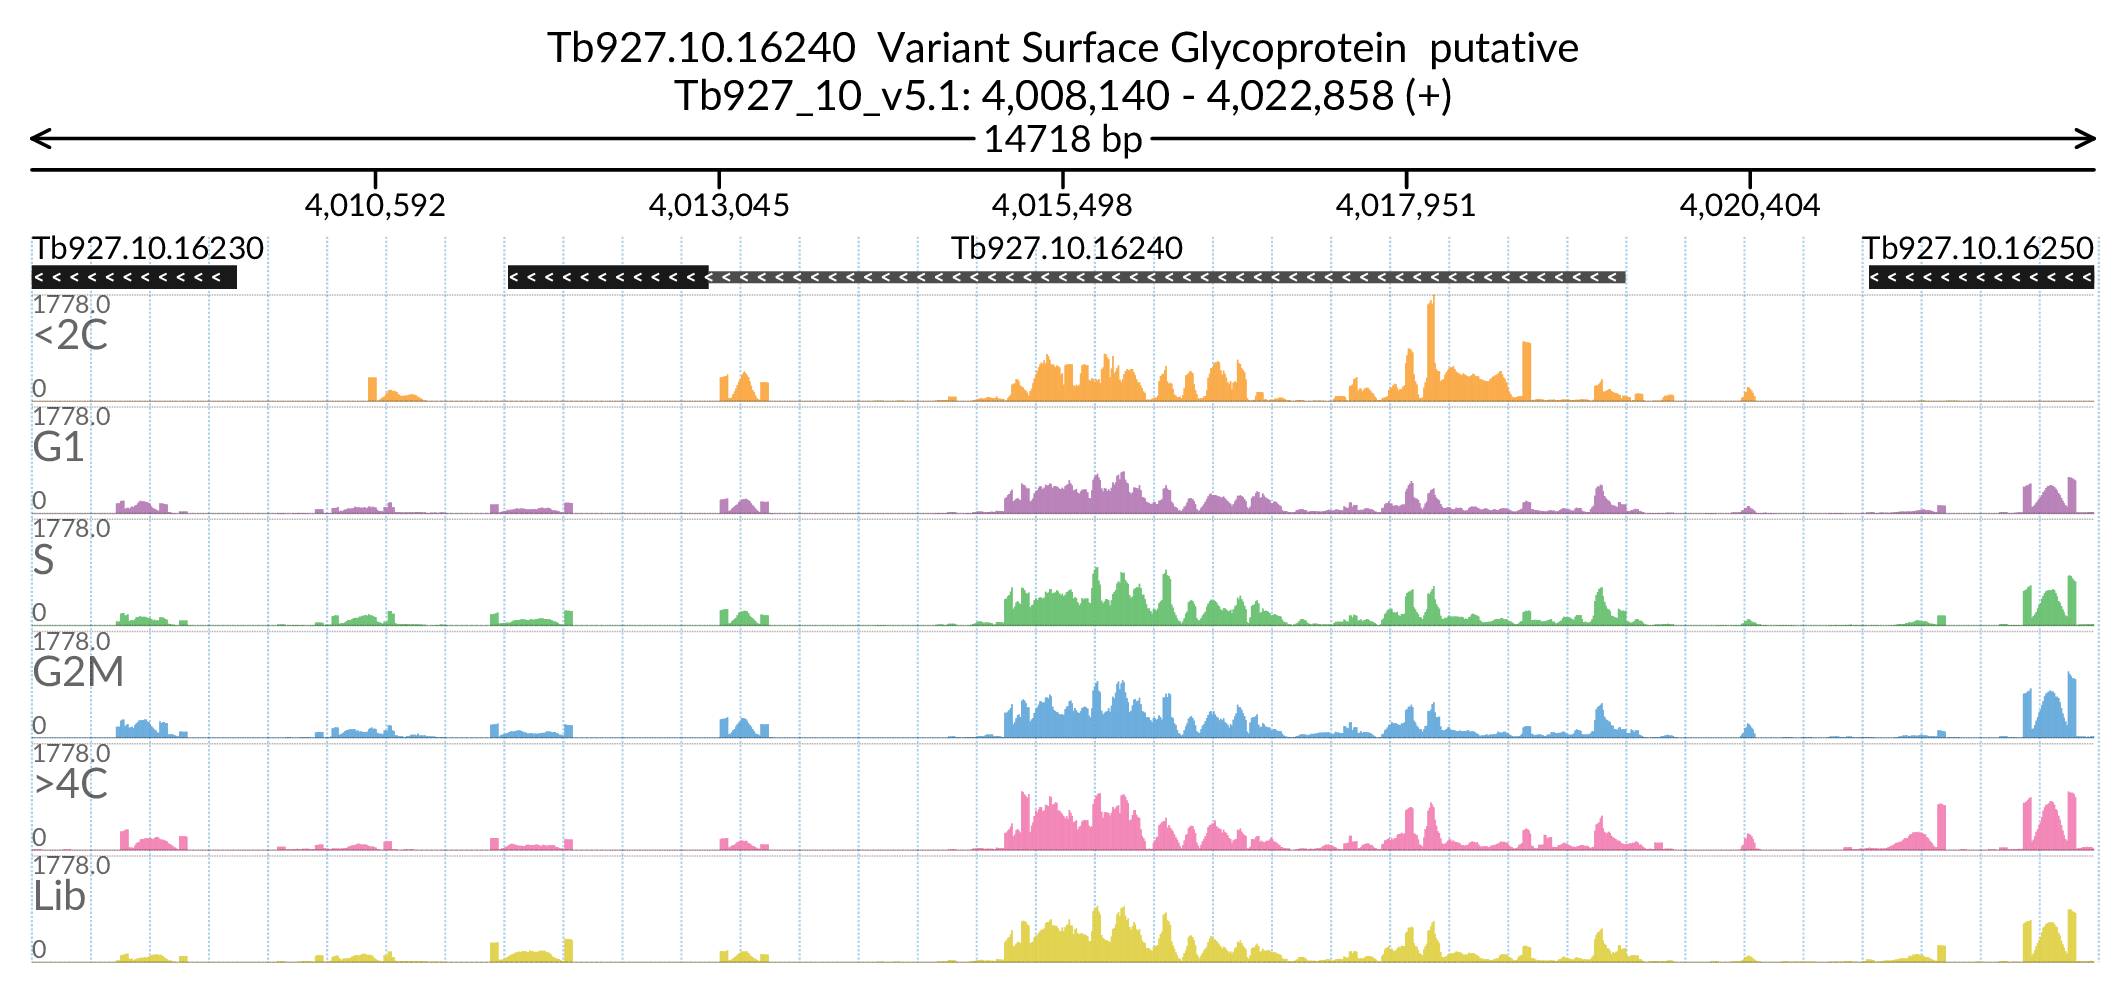 Tb927.10.16240  Variant Surface Glycoprotein  putative
Tb927_10_v5.1: 4,008,140 - 4,022,858 (+)
14718 bp
4,010,592 4,013,045 4,015,498 4,017,951 4,020,404
Tb927.10.16230 Tb927.10.16240 Tb927.10.16250
1778.0
<2C
0
1778.0
G1
0
1778.0
S
0
1778.0
G2M
0
1778.0
>4C
0
1778.0
Lib
0